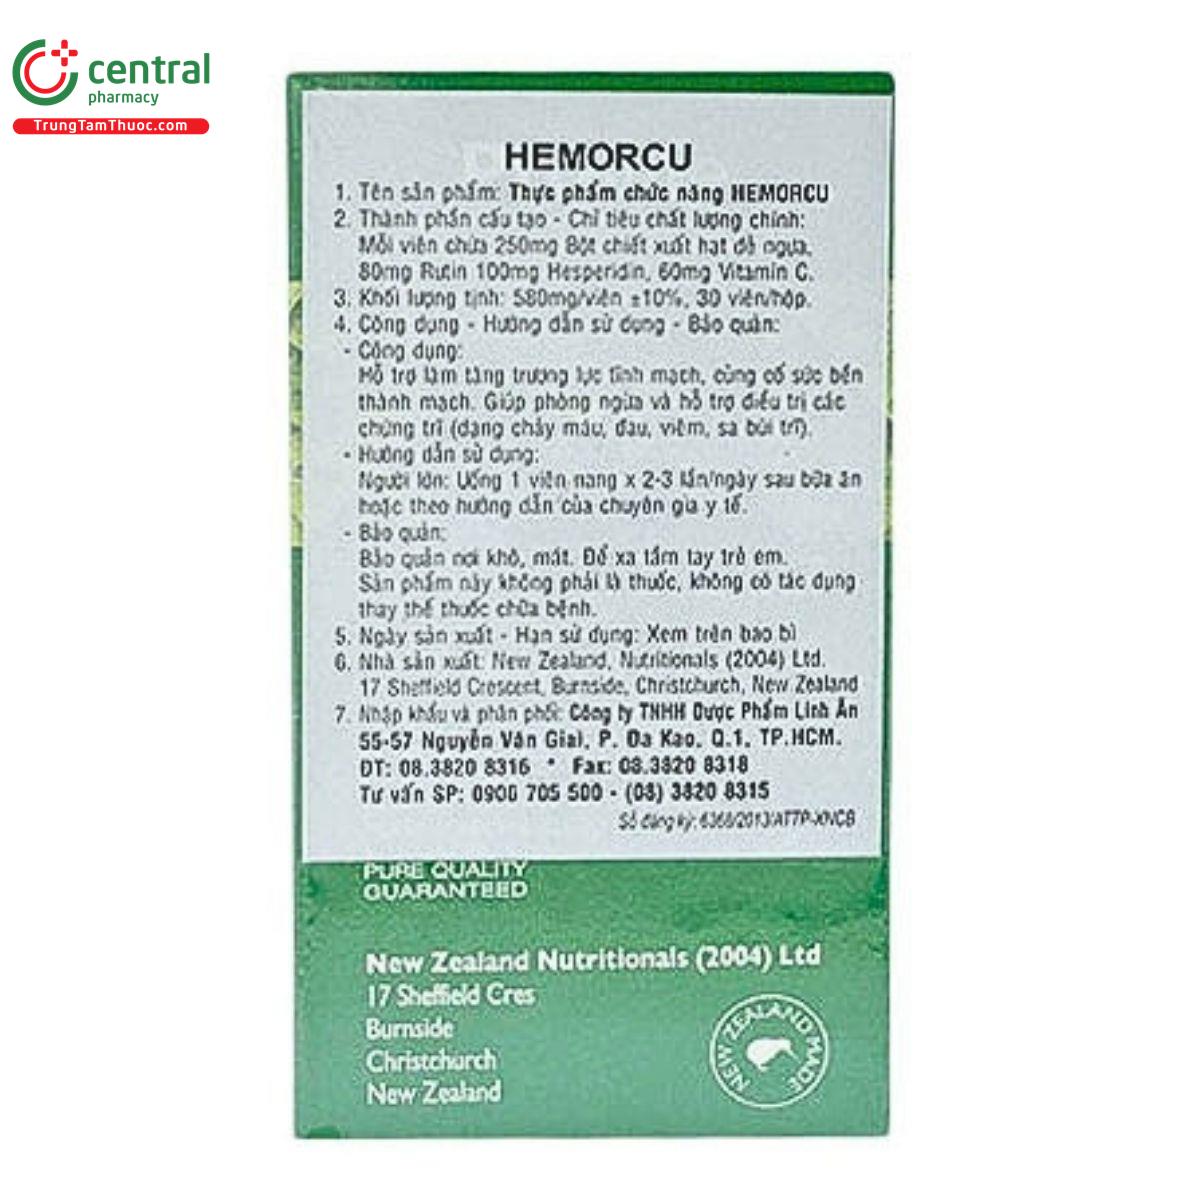 central
pharmacy
TrungTamThuoc.com
HEMORCU
1. Tên sản phẩm: Thực phẩm chức năng HEMORCU
2. Thành phần cấu tạo - Chỉ tiêu chất lượng chính:
Mỗi viên chứa 250mg Bột chiết xuất hạt dẻ ngựa,
80mg Rutin 100mg Hesperidin, 60mg Vitamin C.
3. Khối lượng tịnh: 580mg/viên ±10%, 30 viên/hộp.
4. Công dụng - Hướng dẫn sử dụng - Bảo quản:
- Công dụng:
Hỗ trợ làm tăng trương lực tĩnh mạch, củng cố sức bền
thành mạch. Giúp phòng ngừa và hỗ trợ điều trị các
chứng trĩ (dạng chảy máu, đau, viêm, sa búi trĩ).
- Hướng dẫn sử dụng:
Người lớn: Uống 1 viên nang x 2-3 lần/ngày sau bữa ăn
hoặc theo hướng dẫn của chuyên gia y tế.
- Bảo quản:
Bảo quản nơi khô, mát. Để xa tầm tay trẻ em.
Sản phẩm này không phải là thuốc, không có tác dụng
thay thế thuốc chữa bệnh.
5. Ngày sản xuất - Hạn sử dụng: Xem trên bao bì
6. Nhà sản xuất: New Zealand, Nutritionals (2004) Ltd.
17 Sheffield Crescent, Burnside, Christchurch, New Zealand
7. Nhập khẩu và phân phối: Công ty TNHH Dược Phẩm Linh Ân
55-57 Nguyễn Văn Giai, P. Đa Kao, Q.1, TP.HCM.
ĐT: 08.3820 8316 * Fax: 08.3820 8318
Tư vấn SP: 0900 705 500 - (08) 3820 8315
Số đăng ký: 6368/2013/ATTP-XNCB
PURE QUALITY
GUARANTEED
New Zealand Nutritionals (2004) Ltd
17 Sheffield Cres
Burnside
Christchurch
New Zealand
NEW ZEALAND MADE